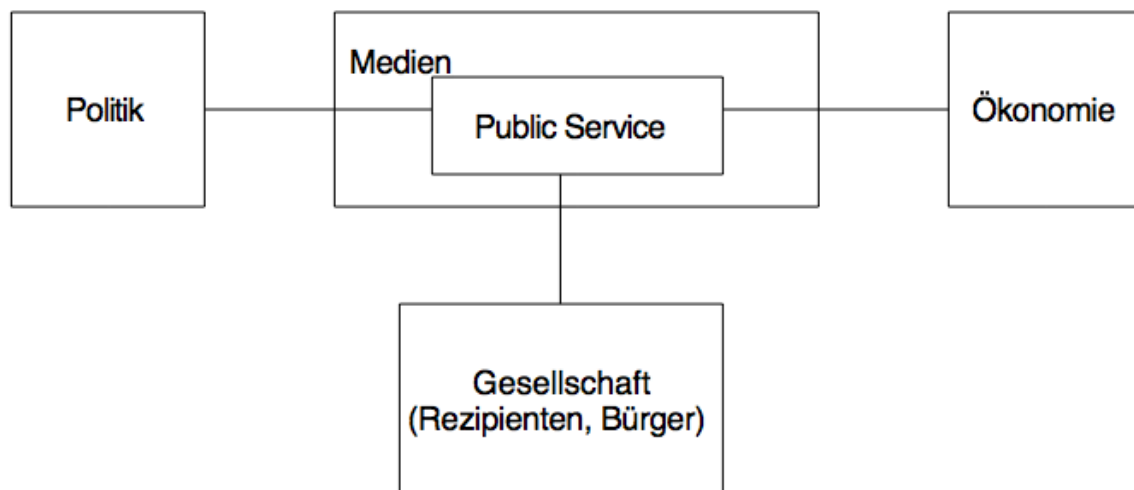 Medien
Politik
Public Service
Ökonomie
Gesellschaft
(Rezipienten, Bürger)